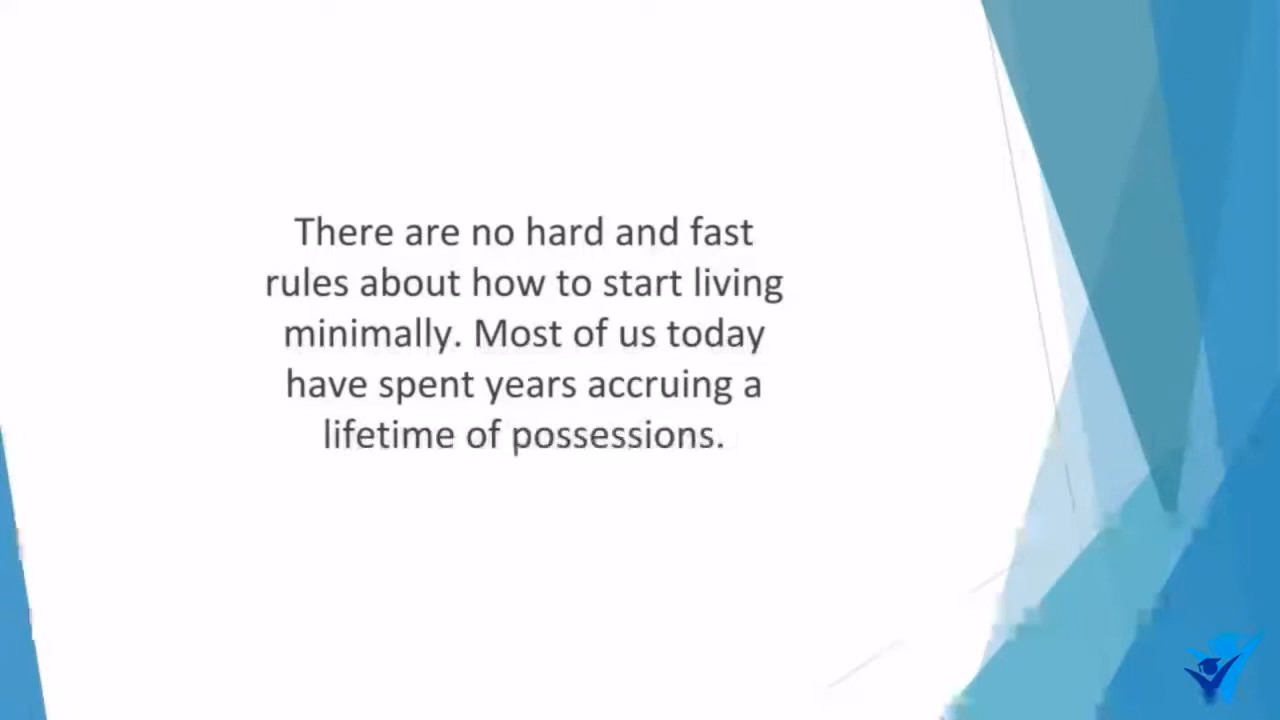 There are no hard and fast
rules about how to start living
minimally. Most of us today
have spent years accruing a
lifetime of possessions.